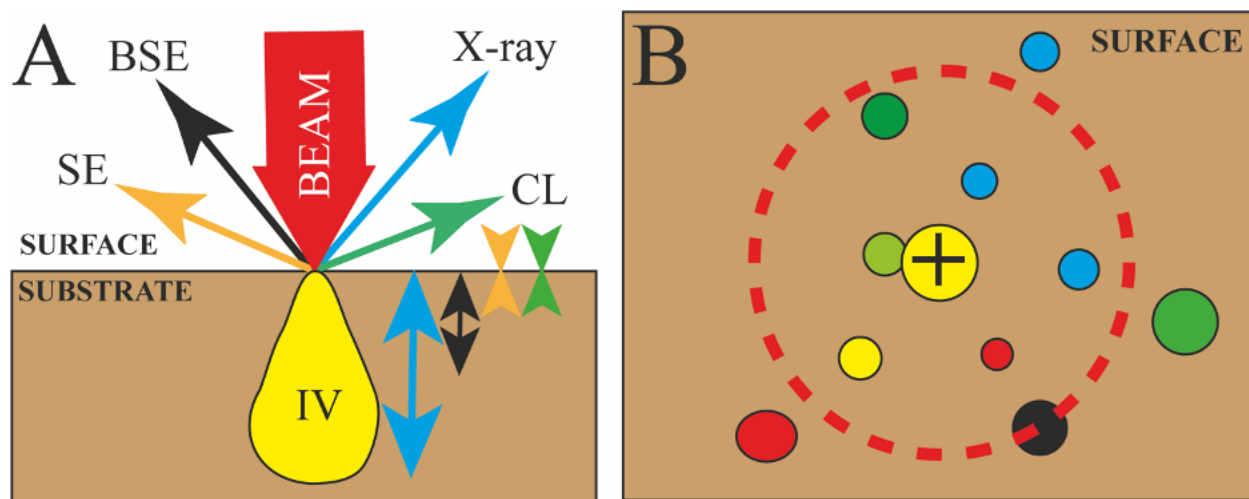 A
BSE
X-ray
BEAM
SE
CL
SURFACE
SUBSTRATE
IV
B
SURFACE
+